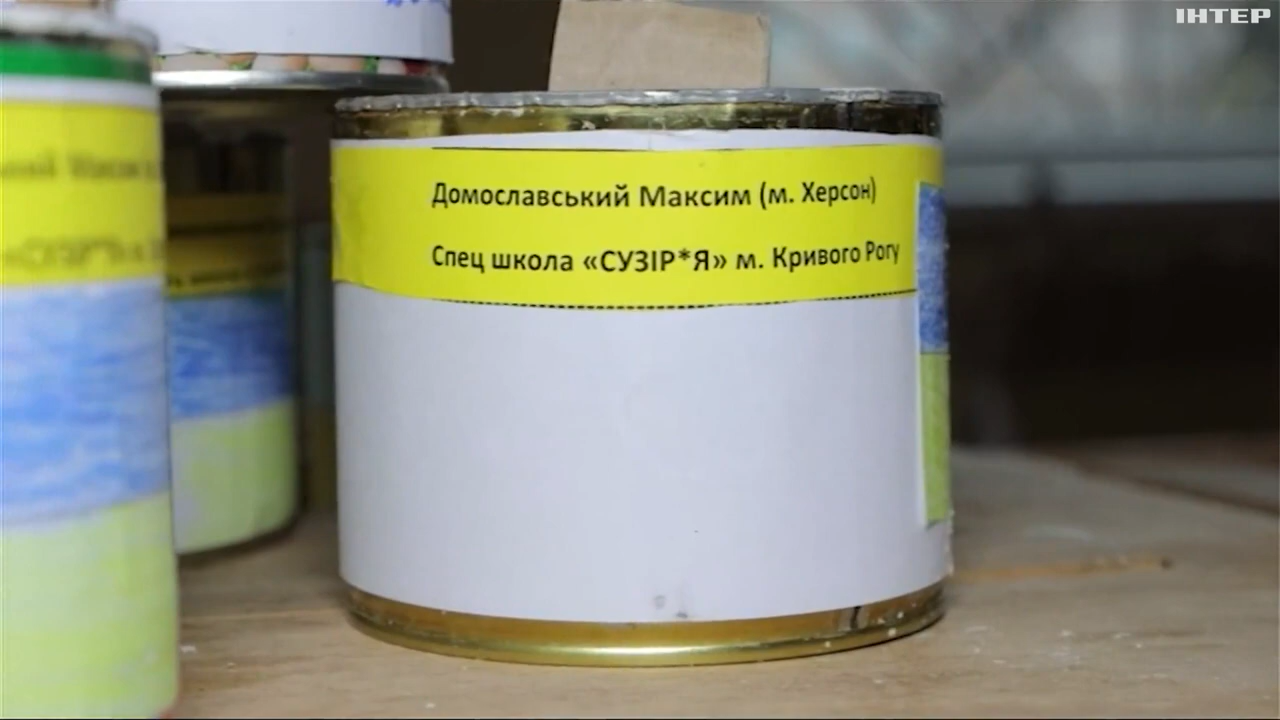 ІНТЕР
Домославський Максим (м. Херсон)
Спец школа «СУЗІР*Я» м. Кривого Рогу